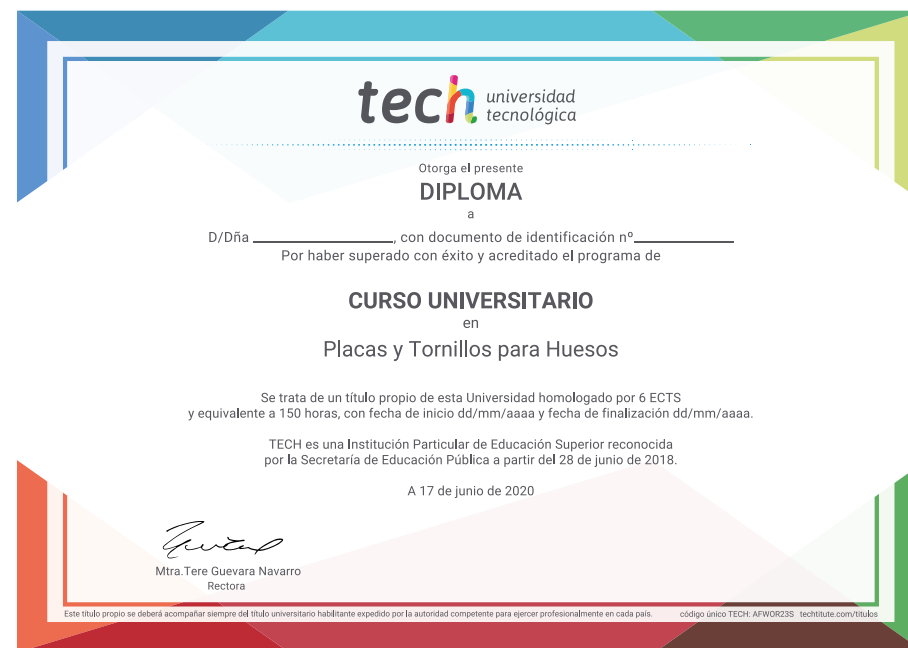 tech universidad
tecnológica
Otorga el presente
DIPLOMA
a
D/Dña ____________________, con documento de identificación nº______________
Por haber superado con éxito y acreditado el programa de
CURSO UNIVERSITARIO
en
Placas y Tornillos para Huesos
Se trata de un título propio de esta Universidad homologado por 6 ECTS
y equivalente a 150 horas, con fecha de inicio dd/mm/aaaa y fecha de finalización dd/mm/aaaa.
TECH es una Institución Particular de Educación Superior reconocida
por la Secretaría de Educación Pública a partir del 28 de junio de 2018.
A 17 de junio de 2020
Mtra.Tere Guevara Navarro
Rectora
Este título propio se deberá acompañar siempre del título universitario habilitante expedido por la autoridad competente para ejercer profesionalmente en cada país. código único TECH: AFWOR23S techtitute.com/titulos